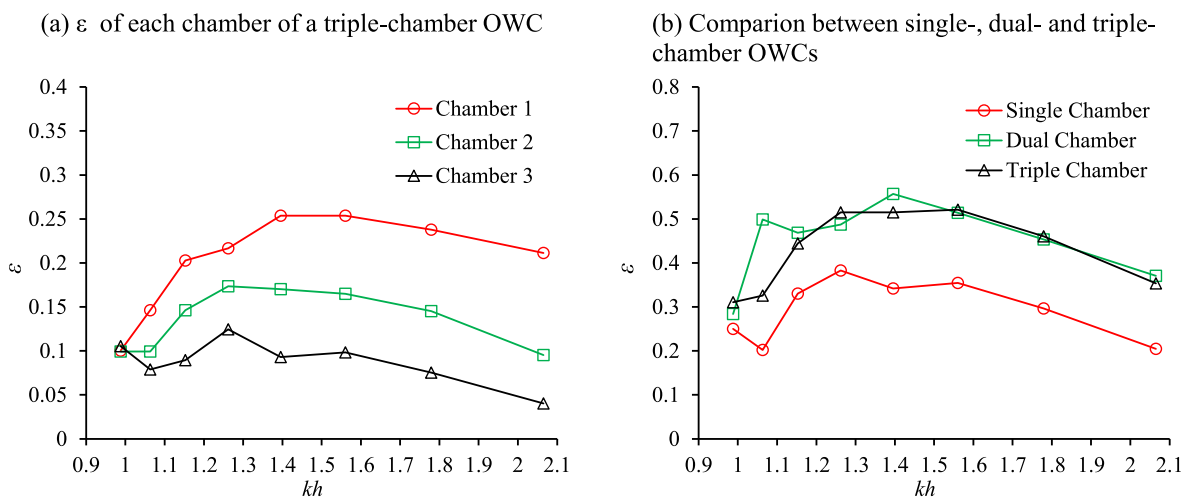 (a) ε of each chamber of a triple-chamber OWC
0.4
0.35
0.3
0.25
0.2
0.15
0.1
0.05
0
ε
Chamber 1
Chamber 2
Chamber 3
0.9 1 1.1 1.2 1.3 1.4 1.5 1.6 1.7 1.8 1.9 2 2.1
kh
(b) Comparion between single-, dual- and triple-
chamber OWCs
0.8
0.7
0.6
0.5
0.4
0.3
0.2
0.1
0
ε
Single Chamber
Dual Chamber
Triple Chamber
0.9 1 1.1 1.2 1.3 1.4 1.5 1.6 1.7 1.8 1.9 2 2.1
kh